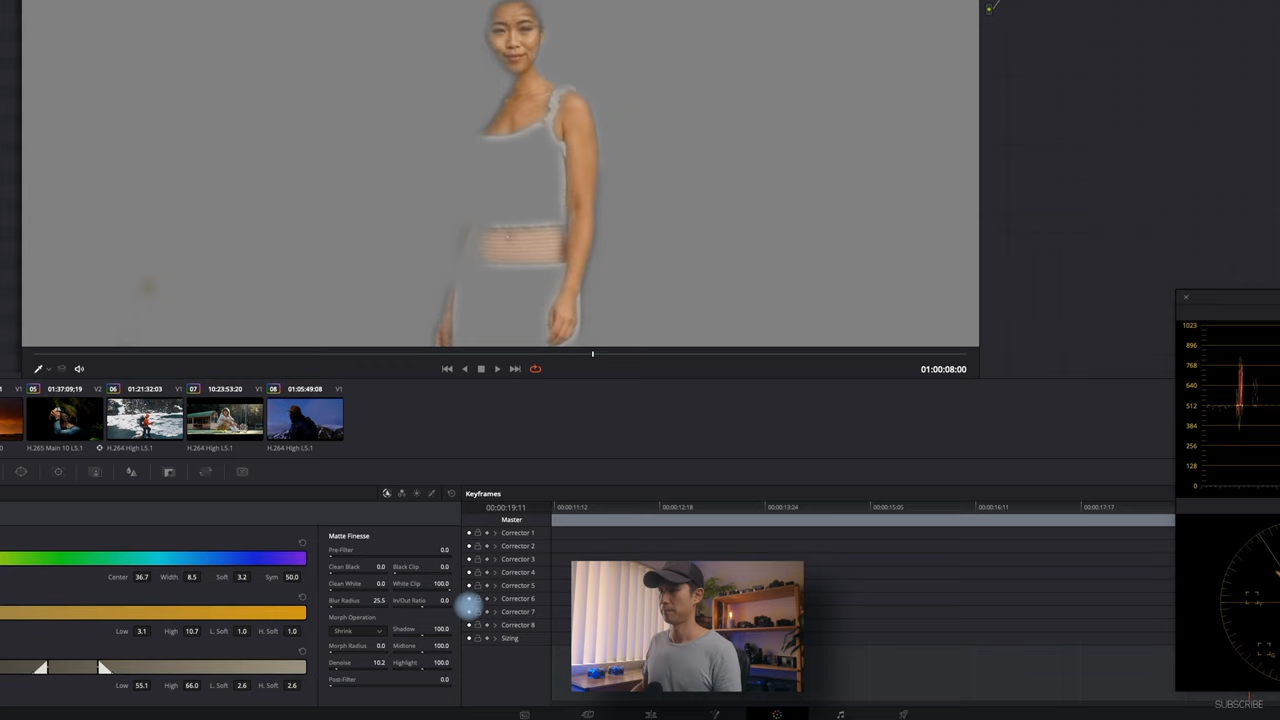 01:00:08:00
1 V1 05 01:37:09;19 V2 06 01:21:32:03 V1 07 10:23:53:20 V1 08 01:05:49:08 V1
0 H.265 Main 10 L5.1 H.264 High L5.1 H.264 High L5.1 H.264 High L5.1
Keyframes
00:00:19:11 00:00:11:12 00:00:12:18 00:00:13:24 00:00:15:05 00:00:16:11 00:00:17:17
Master
Corrector 1
Corrector 2
Corrector 3
Corrector 4
Corrector 5
Corrector 6
Corrector 7
Corrector 8
Sizing
Matte Finesse
Pre-Filter 0.0
Clean Black 0.0 Black Clip 0.0
Clean White 0.0 White Clip 100.0
Blur Radius 25.5 In/Out Ratio 0.0
Morph Operation
Shrink Shadow 100.0
Morph Radius 0.0 Midtone 100.0
Denoise 10.2 Highlight 100.0
Post-Filter 0.0
Center 36.7 Width 8.5 Soft 3.2 Sym 50.0
Low 3.1 High 10.7 L. Soft 1.0 H. Soft 1.0
Low 55.1 High 66.0 L. Soft 2.6 H. Soft 2.6
1023
896
768
640
512
384
256
128
0
SUBSCRIBE